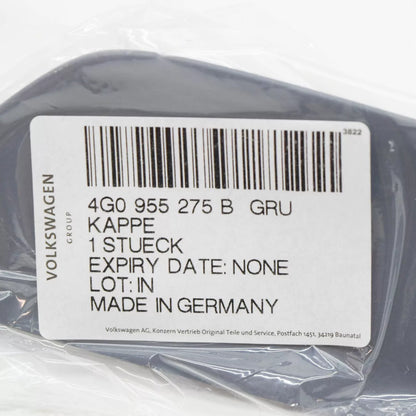 3822
VOLKSWAGEN
GROUP
4G0 955 275 B GRU
KAPPE
1 STUECK
EXPIRY DATE: NONE
LOT: IN
MADE IN GERMANY
Volkswagen AG, Konzern Vertrieb Original Teile und Service, Postfach 1451, 34219 Baunatal